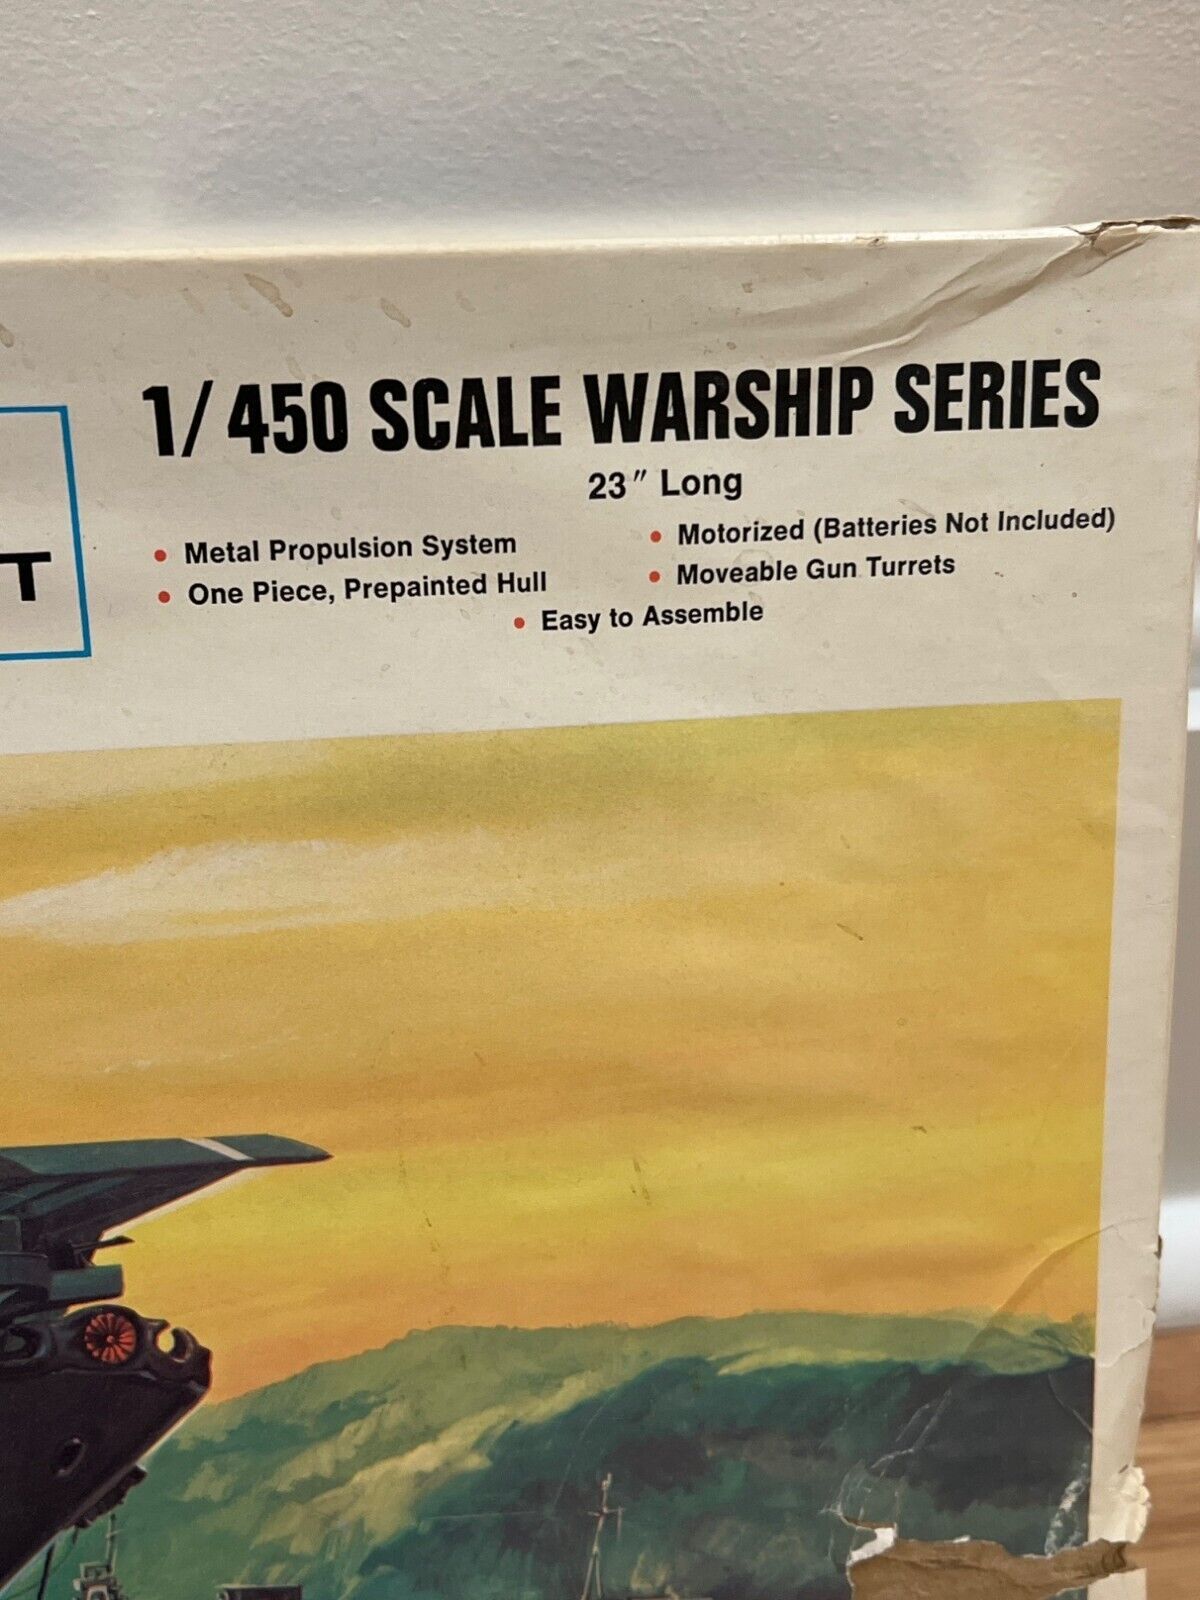 1/450 SCALE WARSHIP SERIES
23" Long
• Metal Propulsion System
• Motorized (Batteries Not Included)
• One Piece, Prepainted Hull
• Moveable Gun Turrets
• Easy to Assemble
T